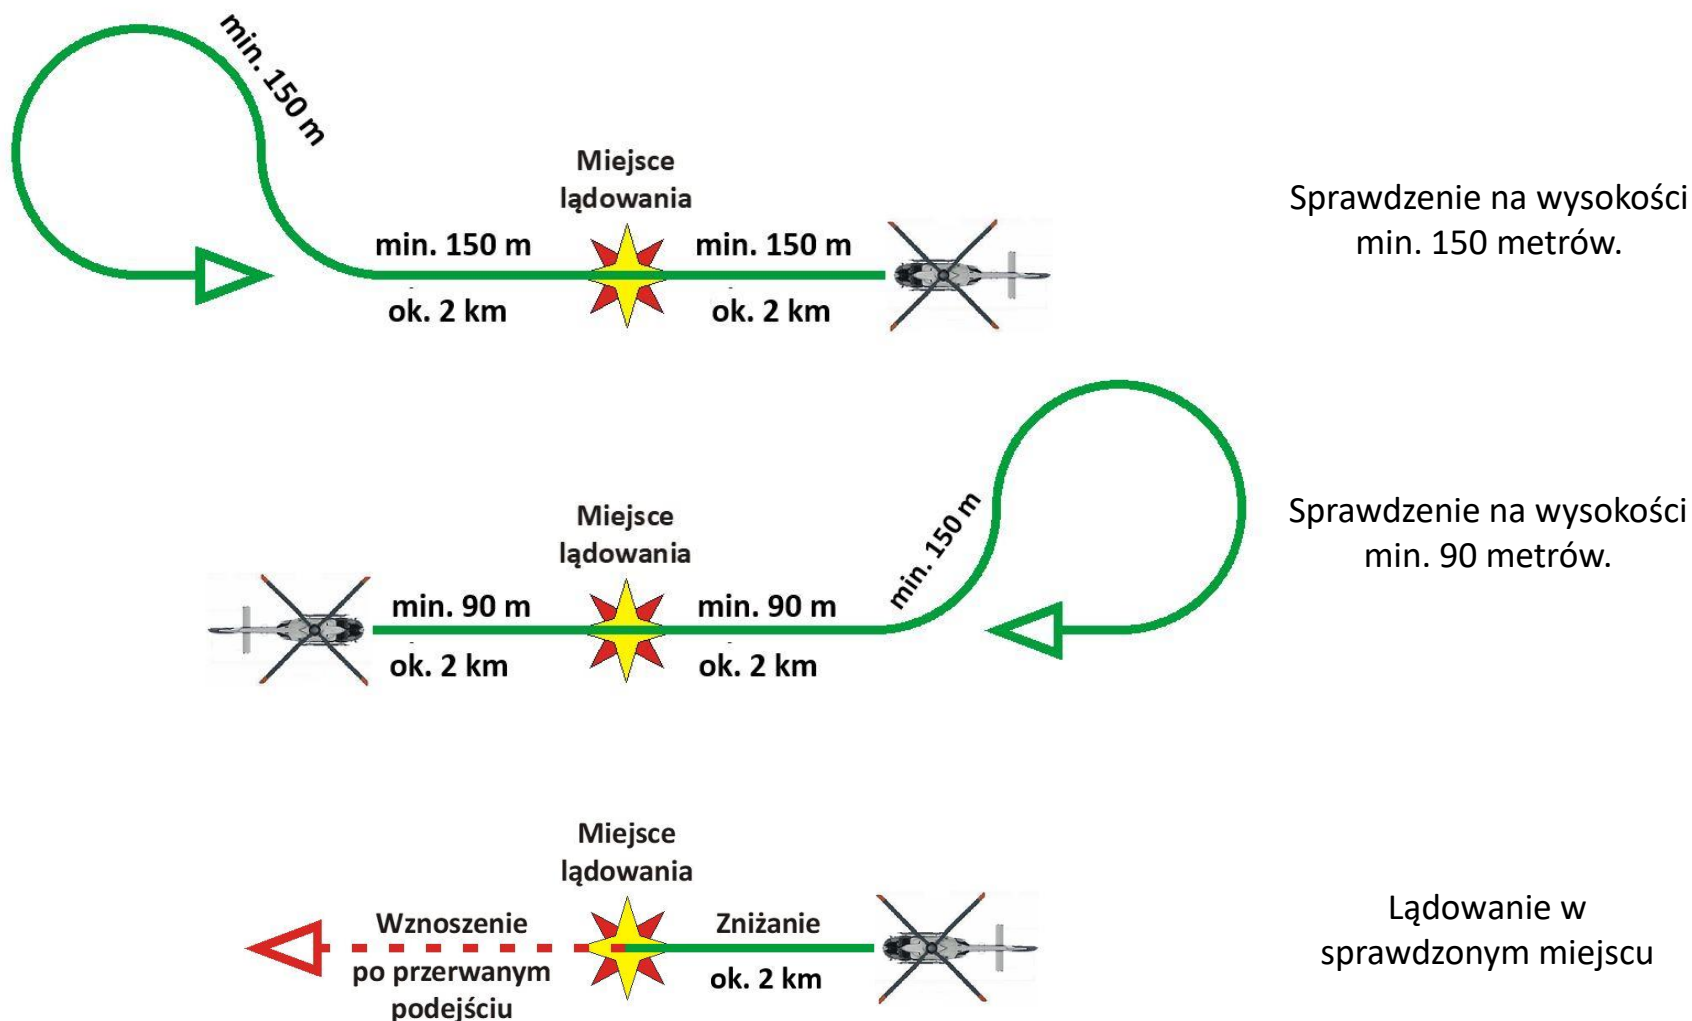 min. 150 m
Miejsce
lądowania
min. 150 m
min. 150 m
ok. 2 km
ok. 2 km
Sprawdzenie na wysokości
min. 150 metrów.
Miejsce
lądowania
min. 150 m
min. 90 m
min. 90 m
ok. 2 km
ok. 2 km
Sprawdzenie na wysokości
min. 90 metrów.
Miejsce
lądowania
Wznoszenie
po przerwanym
podejściu
Zniżanie
ok. 2 km
Lądowanie w
sprawdzonym miejscu